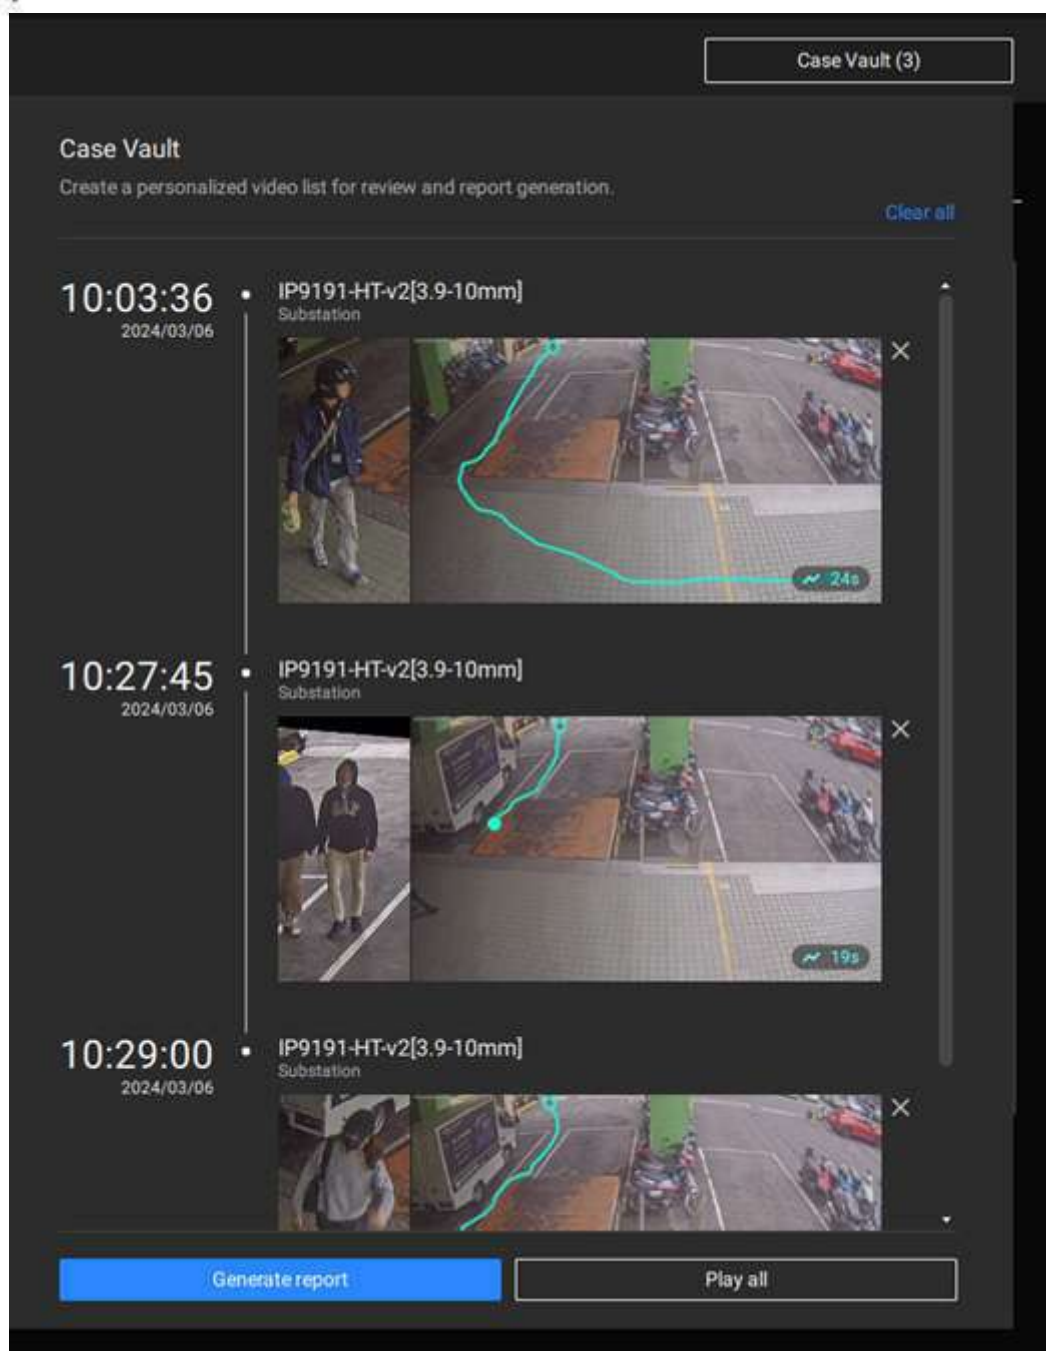 Case Vault (3)
Case Vault
Create a personalized video list for review and report generation.
Clear all
10:03:36
2024/03/06
IP9191-HT-v2[3.9-10mm]
Substation
24s
10:27:45
2024/03/06
IP9191-HT-v2[3.9-10mm]
Substation
19s
10:29:00
2024/03/06
IP9191-HT-v2[3.9-10mm]
Substation
Generate report
Play all